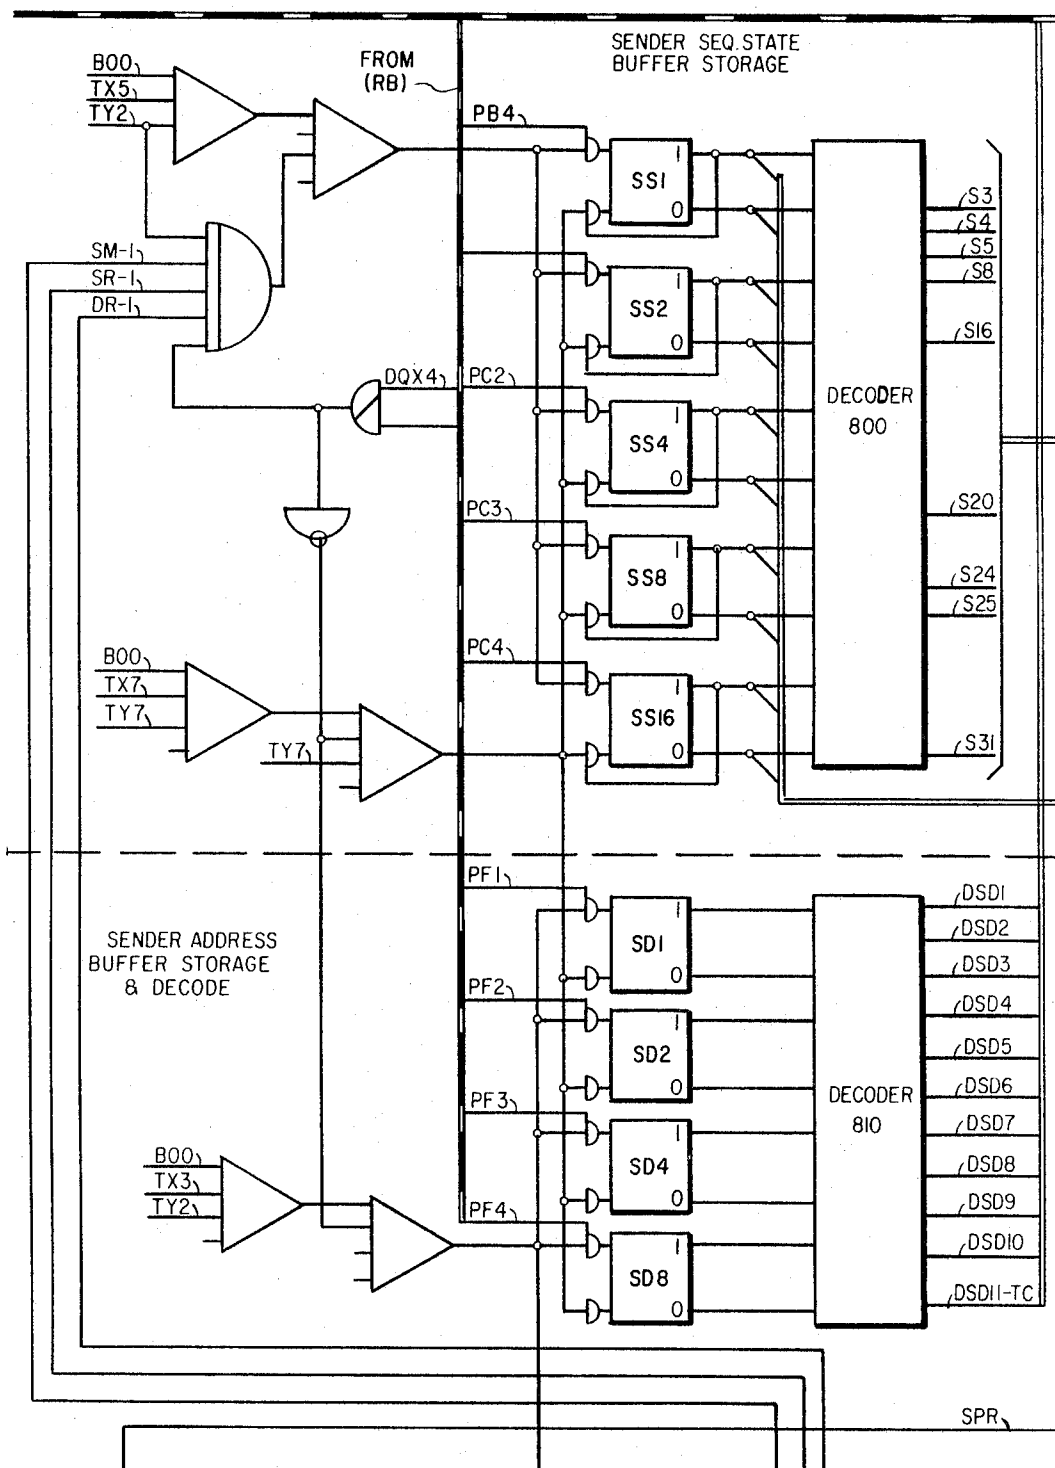 SENDER SEQ.STATE
BUFFER STORAGE
FROM
(RB)
B00
TX5
TY2
PB4
SS1
1
0
SM-1
SR-1
DR-1
SS2
1
0
DQX4
PC2
SS4
1
0
PC3
SS8
1
0
PC4
SS16
1
0
DECODER
800
S3
S4
S5
S8
S16
S20
S24
S25
S31
B00
TX7
TY7
TY7
SENDER ADDRESS
BUFFER STORAGE
& DECODE
PF1
SD1
1
0
PF2
SD2
1
0
PF3
SD4
1
0
PF4
SD8
1
0
DECODER
810
DSD1
DSD2
DSD3
DSD4
DSD5
DSD6
DSD7
DSD8
DSD9
DSD10
DSD11-TC
B00
TX3
TY2
SPR